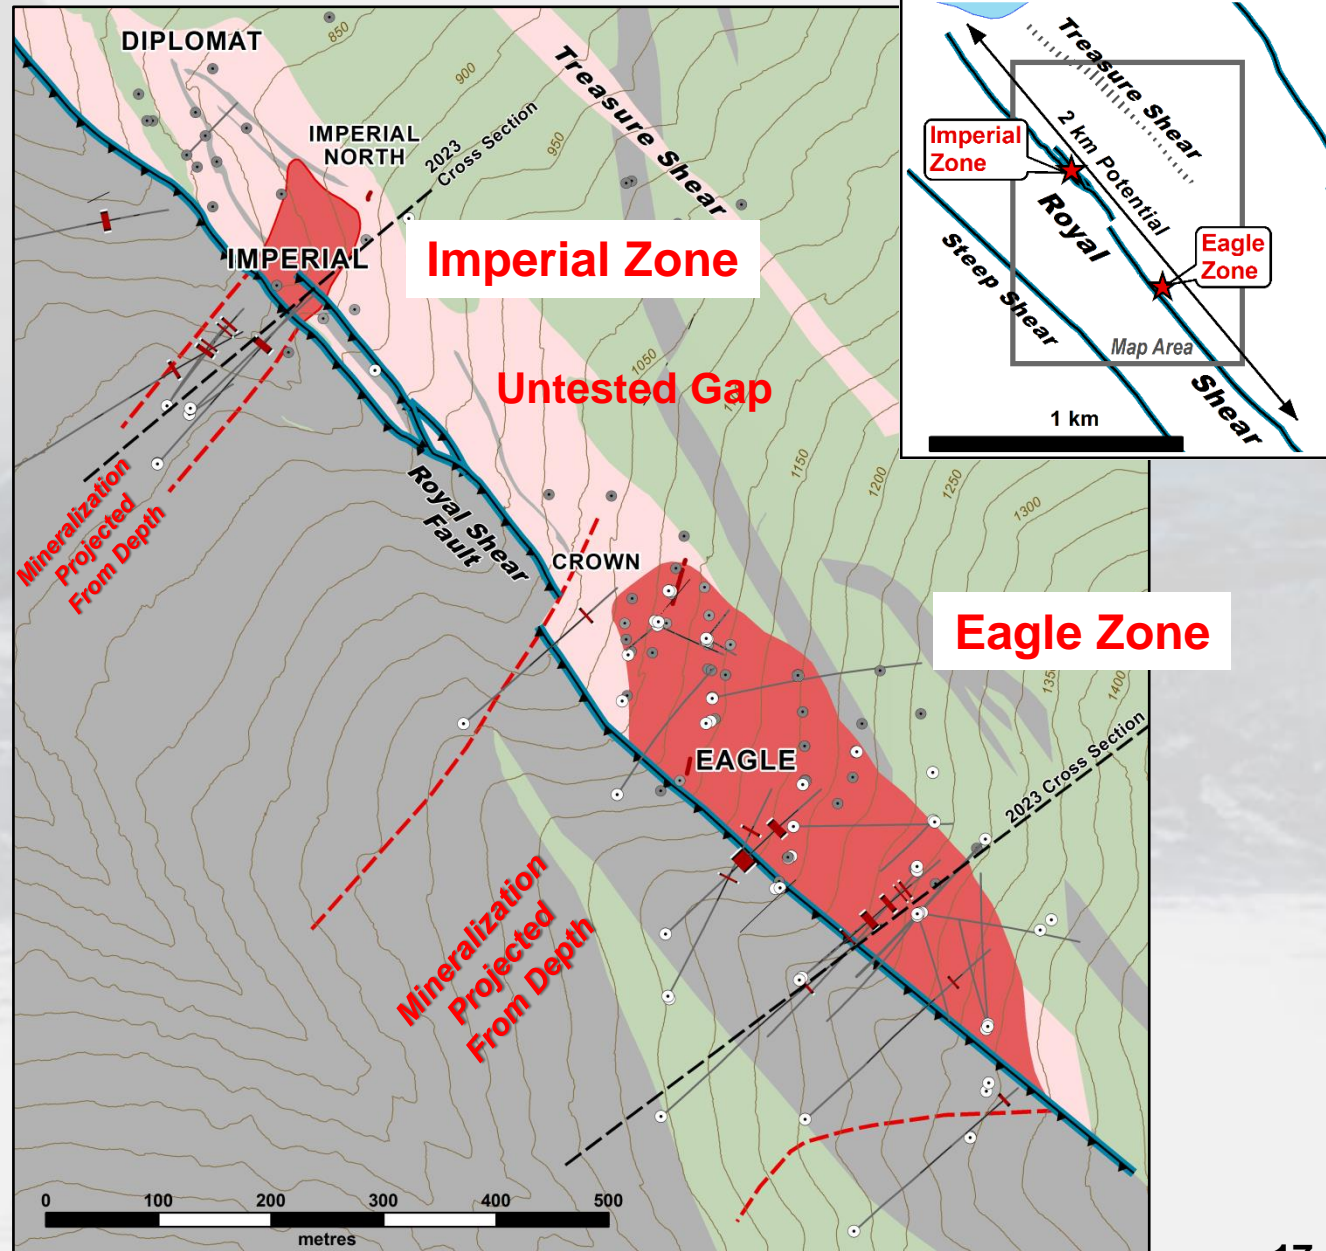 DIPLOMAT
850
900
950
Treasure Shear
IMPERIAL
NORTH
2023
Cross Section
IMPERIAL
Imperial Zone
Untested Gap
1050
1150
1200
1250
1300
1350
1400
Mineralization
Projected
From Depth
Royal Shear
Fault
CROWN
Eagle Zone
EAGLE
2023 Cross Section
Mineralization
Projected
From Depth
0 100 200 300 400 500
metres
Treasure Shear
2 km Potential
Imperial
Zone
Royal
Shear
Eagle
Zone
Steep Shear
Map Area
1 km
17